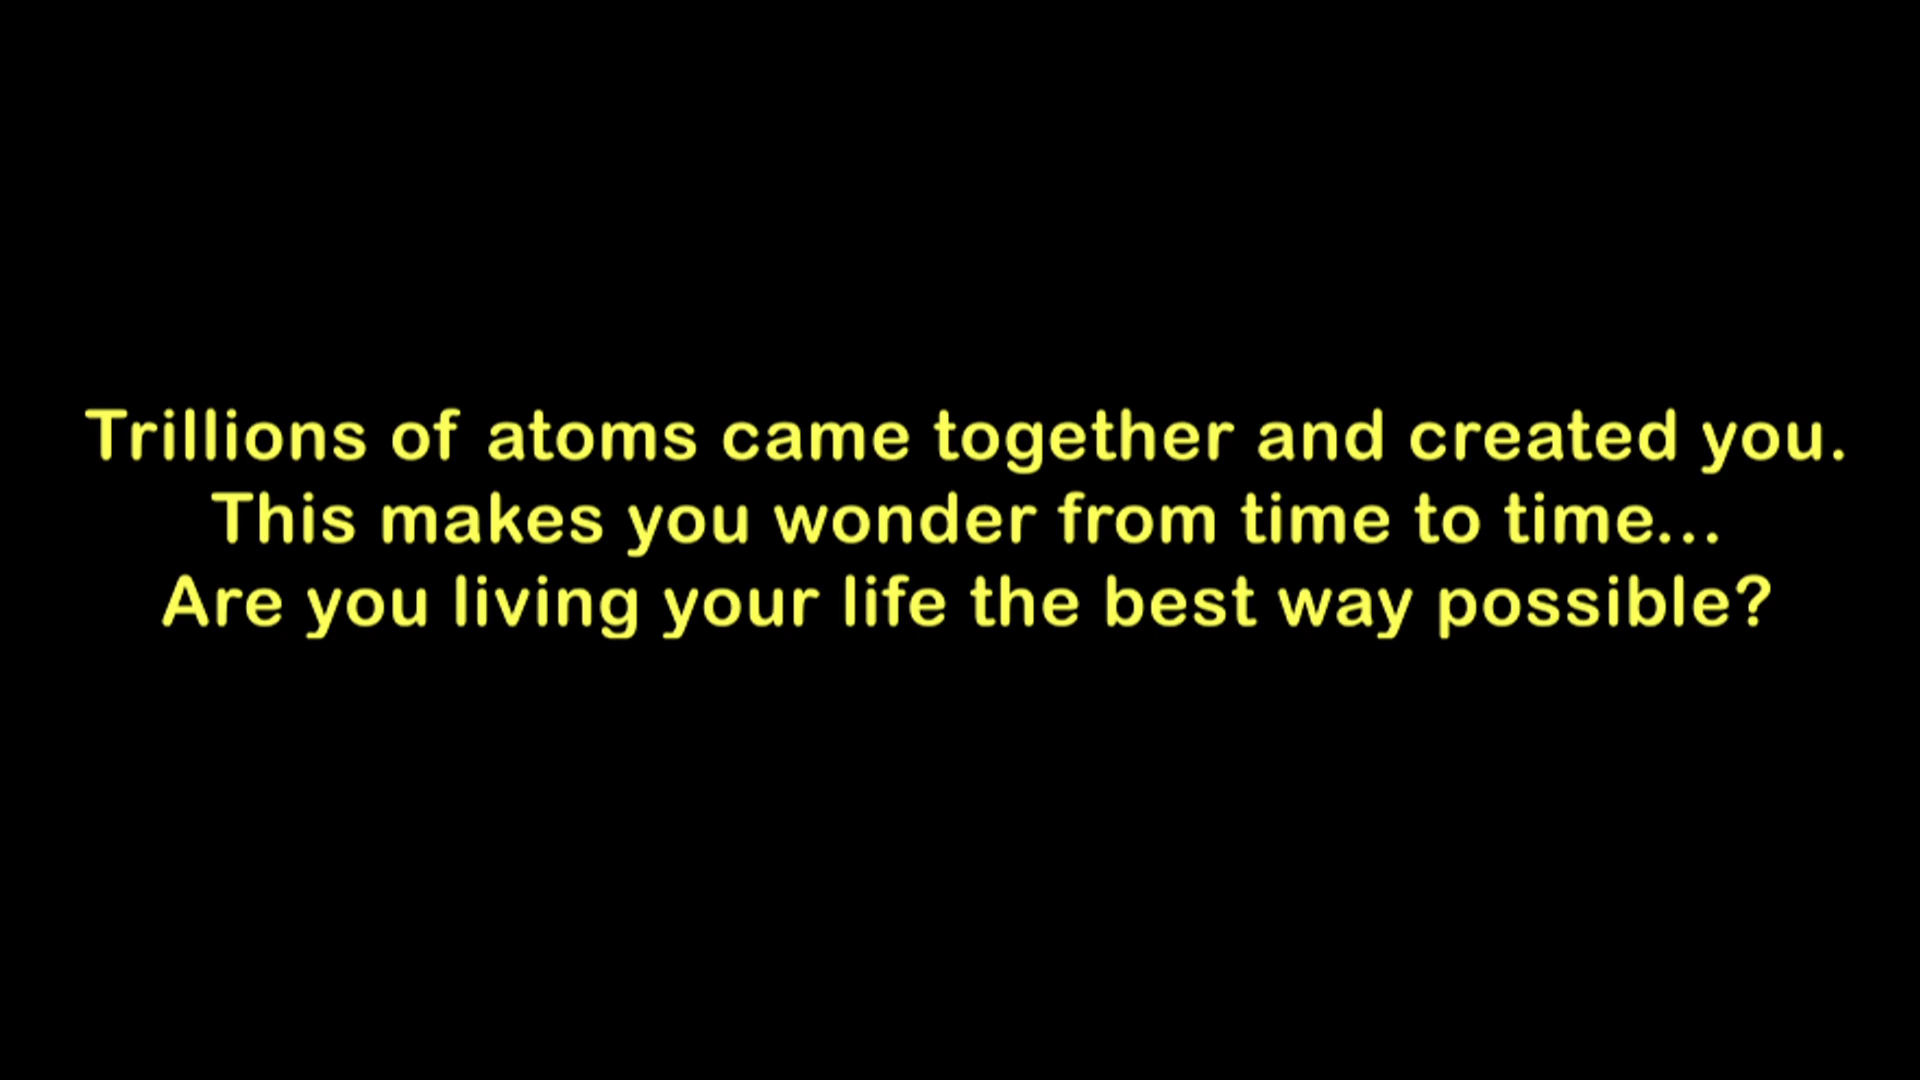 Trillions of atoms came together and created you.
This makes you wonder from time to time...
Are you living your life the best way possible?